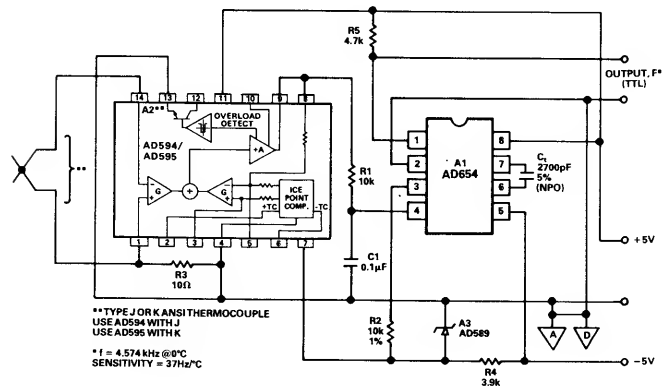 R5
4.7k
OUTPUT, F*
(TTL)
14
13
12
11
10
9
8
A2**
OVERLOAD
DETECT
AD594/
AD595
+A
G
÷
G
ICE
POINT
COMP.
+TC
-TC
**
1
2
3
4
5
6
7
R3
10Ω
R1
10k
C1
0.1μF
1
2
3
4
8
7
6
5
A1
AD654
Ct
2700pF
5%
(NPO)
+5V
R2
10k
1%
A3
AD589
A
D
R4
3.9k
-5V
**TYPE J OR K ANSI THERMOCOUPLE
USE AD594 WITH J
USE AD595 WITH K
* f = 4.574 kHz @0°C
SENSITIVITY = 37Hz/°C